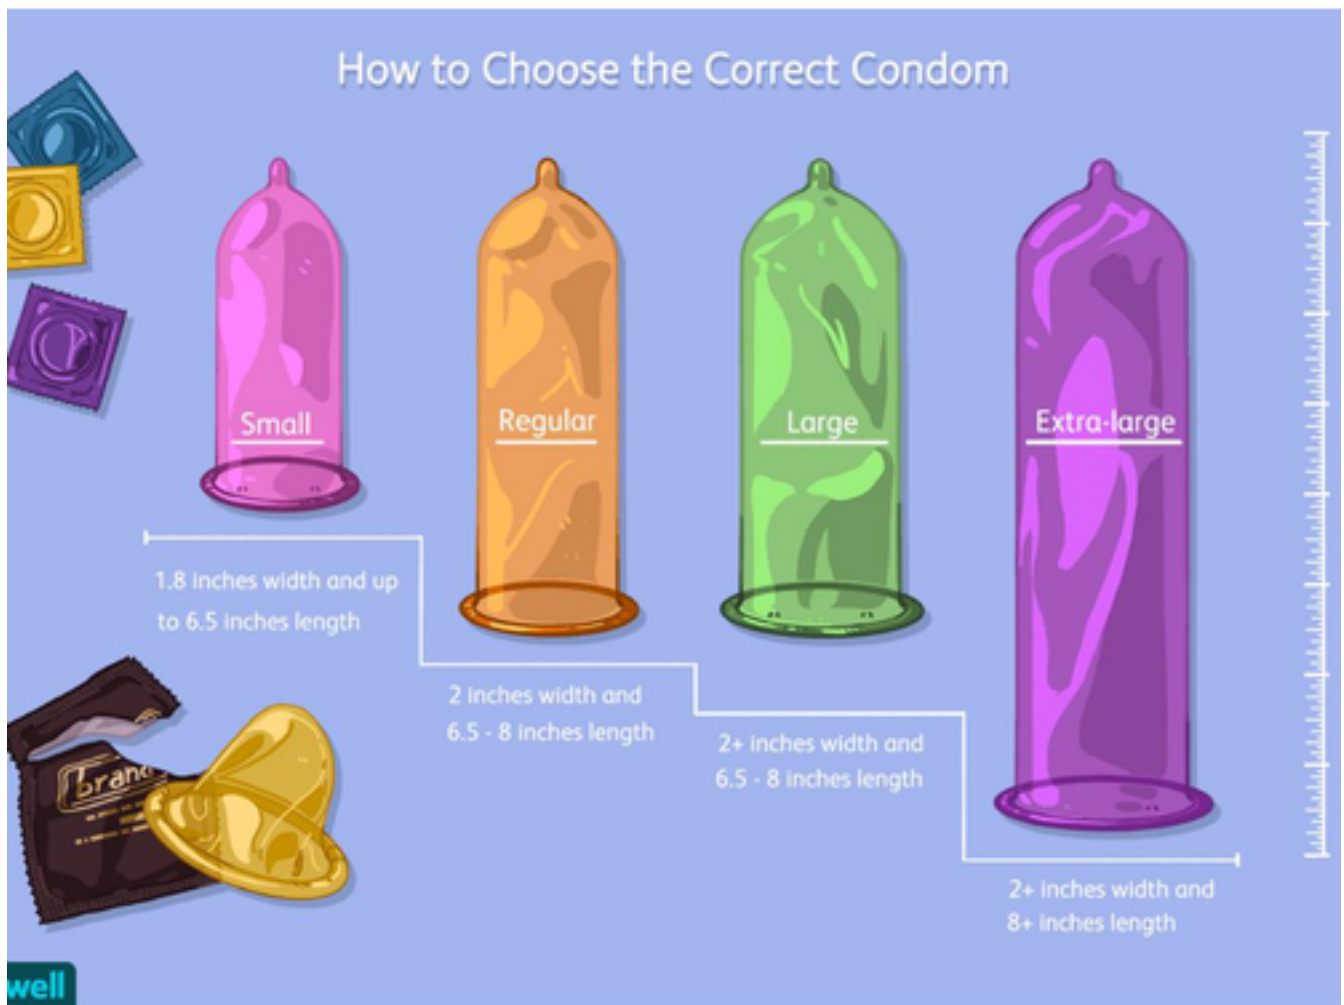 How to Choose the Correct Condom
Small
Regular
Large
Extra-large
1.8 inches width and up
to 6.5 inches length
2 inches width and
6.5 - 8 inches length
2+ inches width and
6.5 - 8 inches length
2+ inches width and
8+ inches length
brand
well